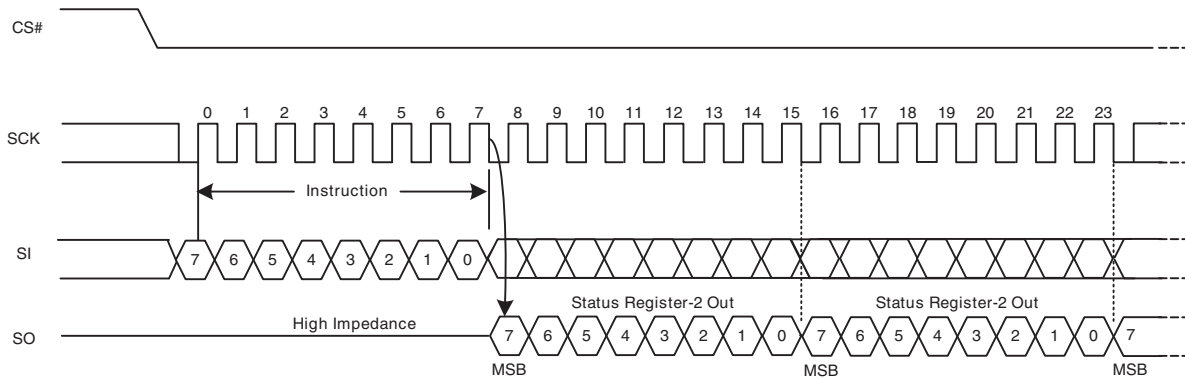 CS#
0 1 2 3 4 5 6 7 8 9 10 11 12 13 14 15 16 17 18 19 20 21 22 23
SCK
Instruction
SI 7 6 5 4 3 2 1 0
Status Register-2 Out Status Register-2 Out
High Impedance
SO 7 6 5 4 3 2 1 0 7 6 5 4 3 2 1 0 7
MSB MSB MSB